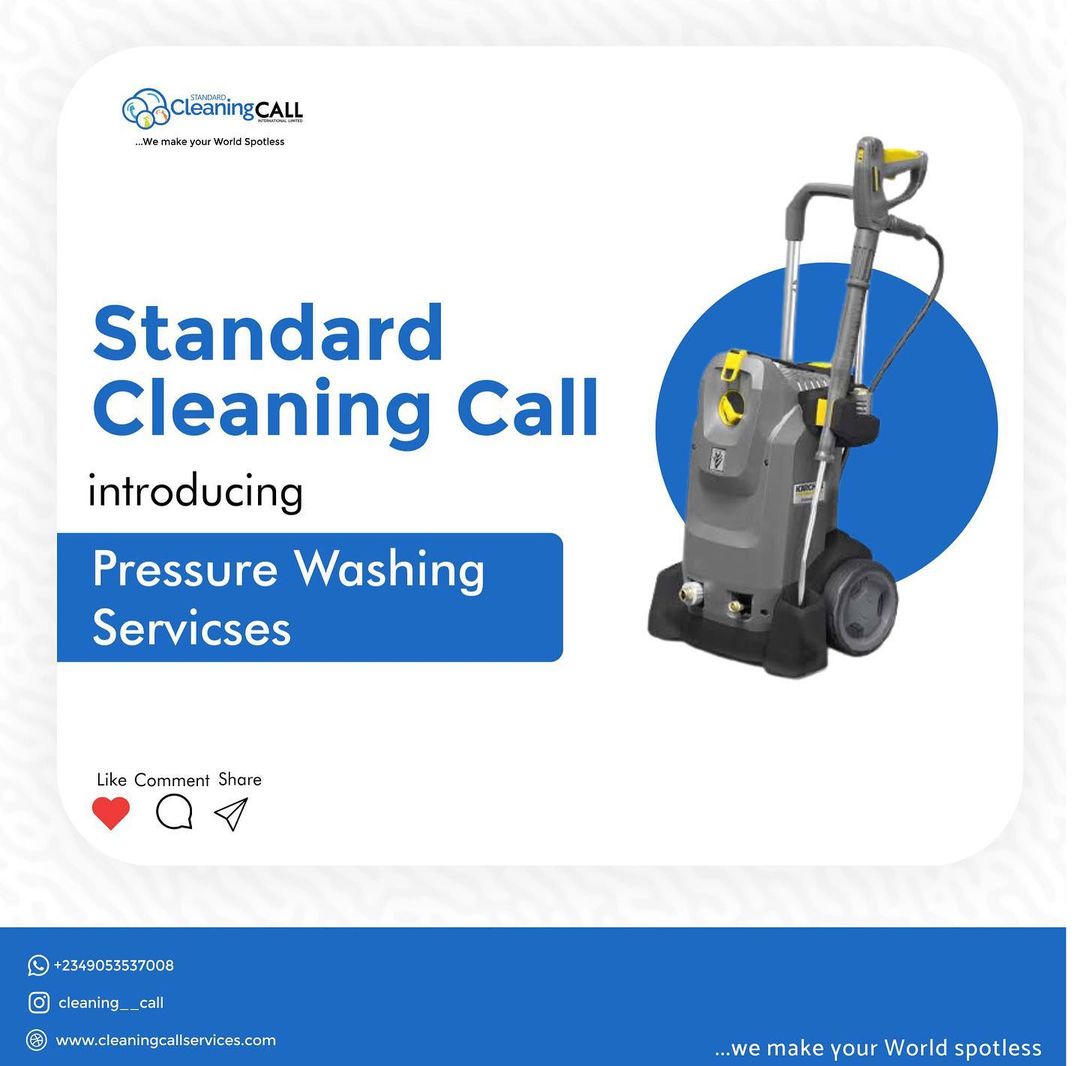 STANDARD
CleaningCALL
INTERNATIONAL LIMITED
...We make your World Spotless
Standard
Cleaning Call
introducing
Pressure Washing
Servicses
KARCHER
Like Comment Share
+2349053537008
cleaning__call
www.cleaningcallservices.com
...we make your World spotless